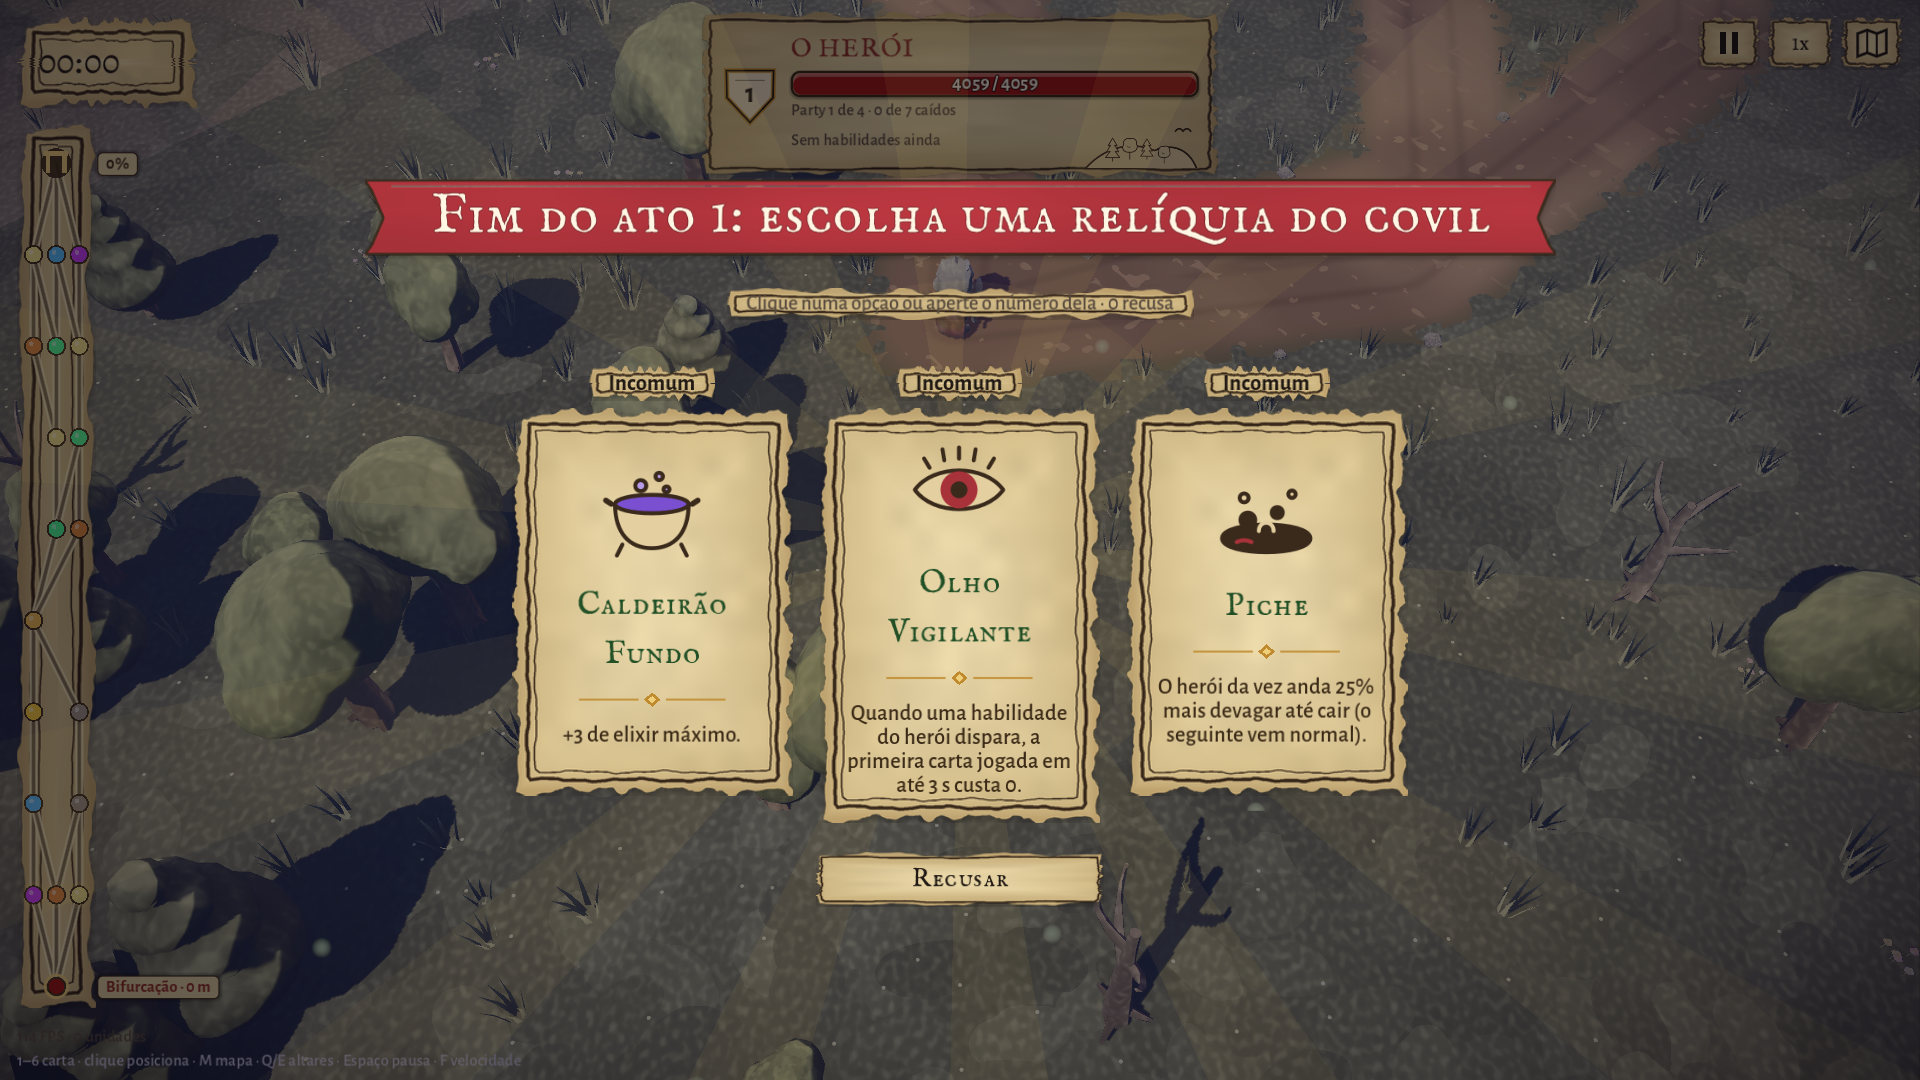 00:00
O HERÓI
4059 / 4059
1
Party 1 de 4 · 0 de 7 caídos
Sem habilidades ainda
1x
0%
Fim do ato 1: escolha uma relíquia do covil
Clique numa opção ou aperte o número dela · 0 recusa
Incomum
Incomum
Incomum
Caldeirão
Fundo
+3 de elixir máximo.
Olho
Vigilante
Quando uma habilidade
do herói dispara, a
primeira carta jogada em
até 3 s custa 0.
Piche
O herói da vez anda 25%
mais devagar até cair (o
seguinte vem normal).
Recusar
Bifurcação · 0 m
1–6 carta · clique posiciona · M mapa · Q/E altares · Espaço pausa · F velocidade